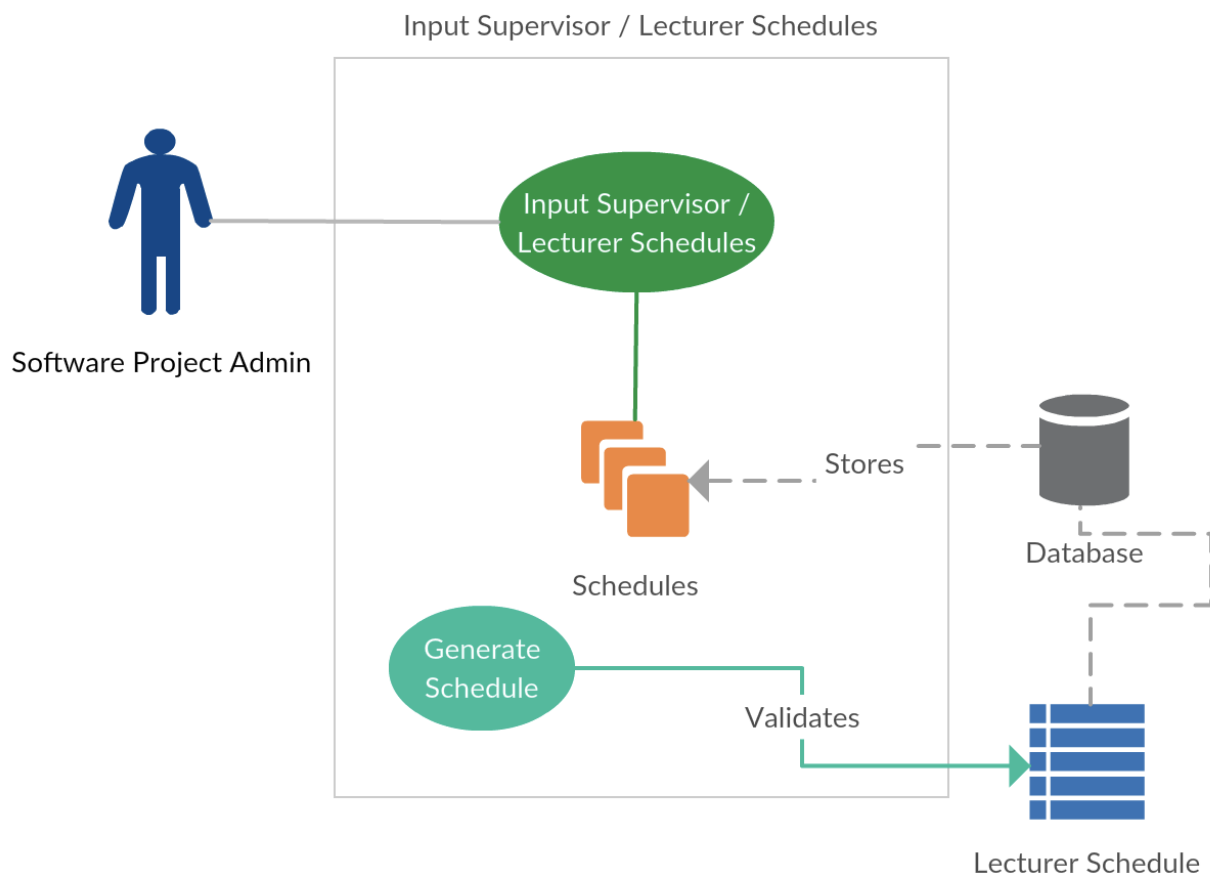 Input Supervisor / Lecturer Schedules
Input Supervisor /
Lecturer Schedules
Software Project Admin
Stores
Database
Schedules
Generate
Schedule
Validates
Lecturer Schedule